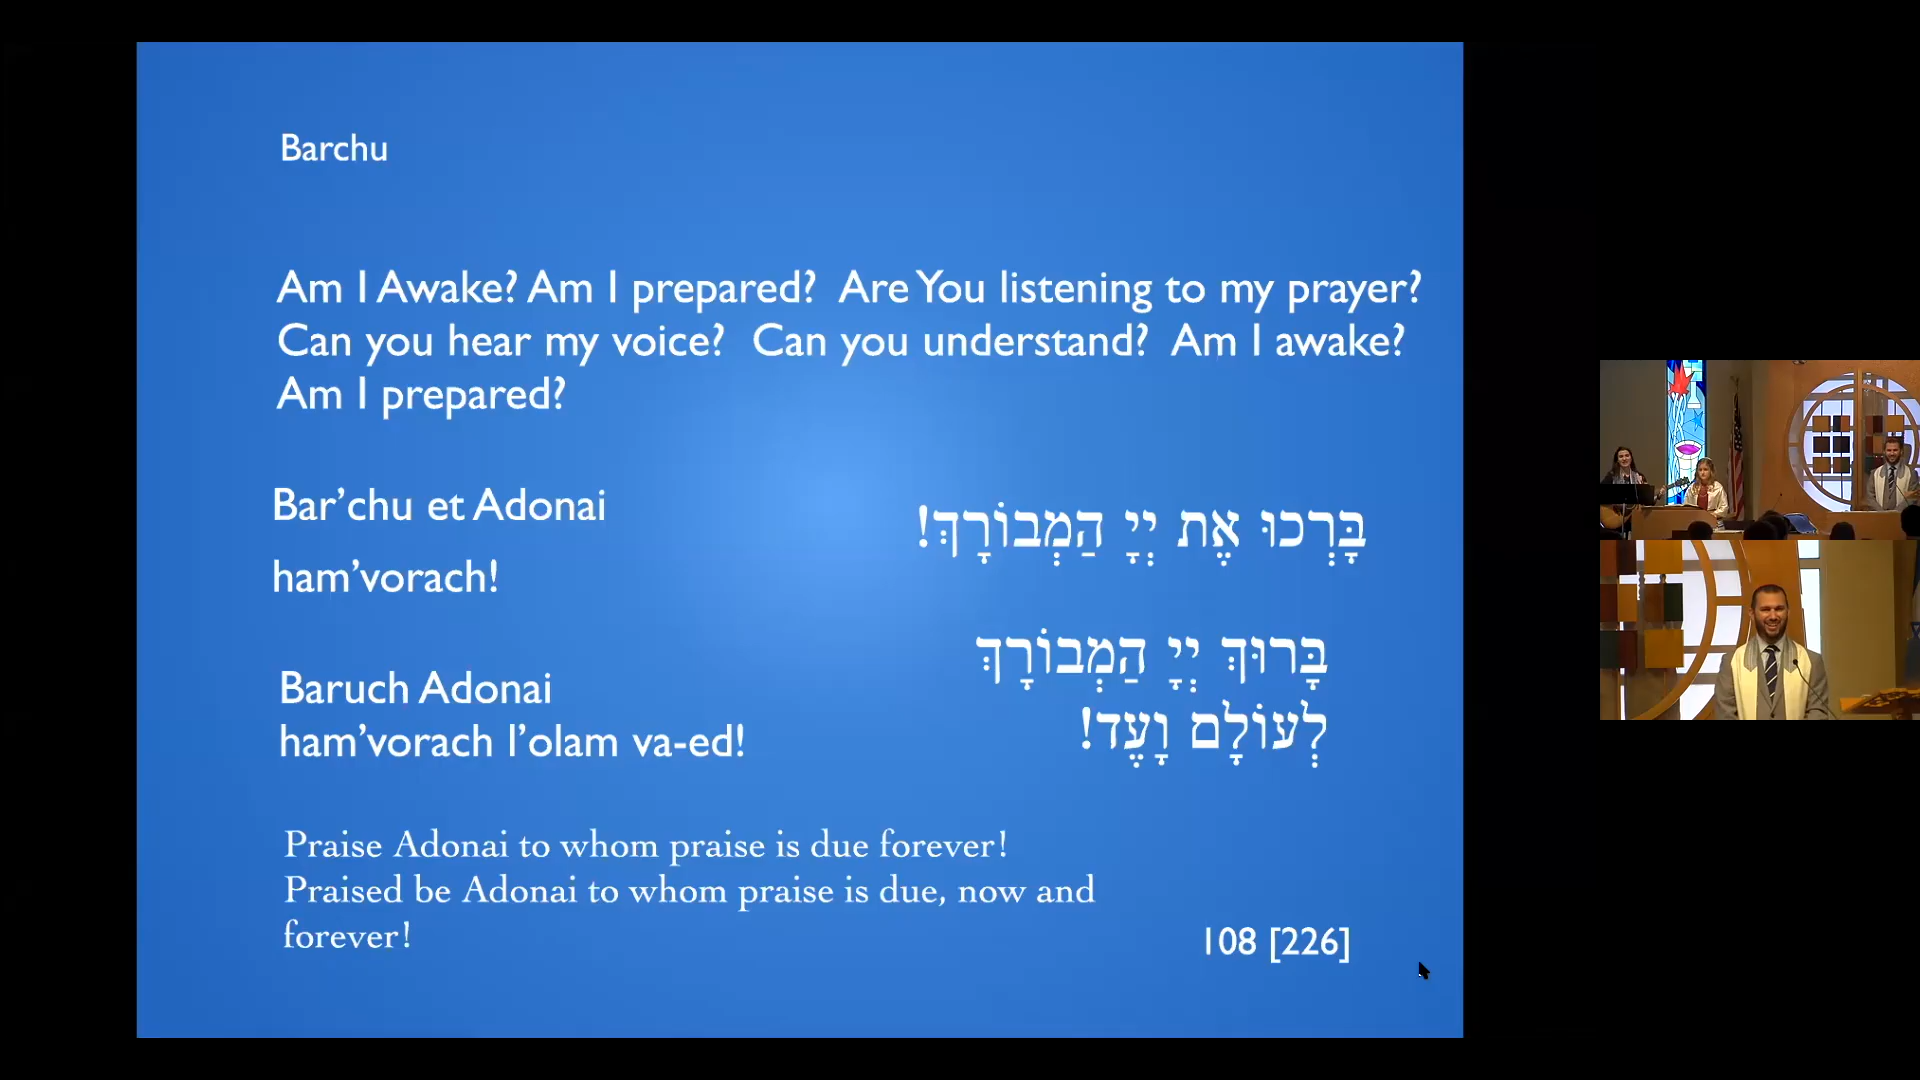 Barchu
Am I Awake? Am I prepared?  Are You listening to my prayer?
Can you hear my voice?  Can you understand?  Am I awake?
Am I prepared?
Bar’chu et Adonai
ham’vorach!
בָּרְכוּ אֶת יְיָ הַמְבוֹרָךְ!
Baruch Adonai
ham’vorach l’olam va-ed!
בָּרוּךְ יְיָ הַמְבוֹרָךְ
לְעוֹלָם וָעֶד!
Praise Adonai to whom praise is due forever!
Praised be Adonai to whom praise is due, now and
forever!
108 [226]